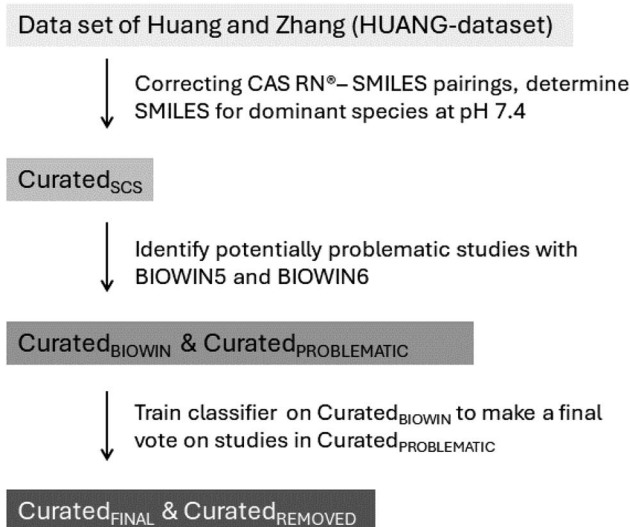 Data set of Huang and Zhang (HUANG-dataset)
Correcting CAS RN®– SMILES pairings, determine
SMILES for dominant species at pH 7.4
CuratedSCS
Identify potentially problematic studies with
BIOWIN5 and BIOWIN6
CuratedBIOWIN & CuratedPROBLEMATIC
Train classifier on CuratedBIOWIN to make a final
vote on studies in CuratedPROBLEMATIC
CuratedFINAL & CuratedREMOVED